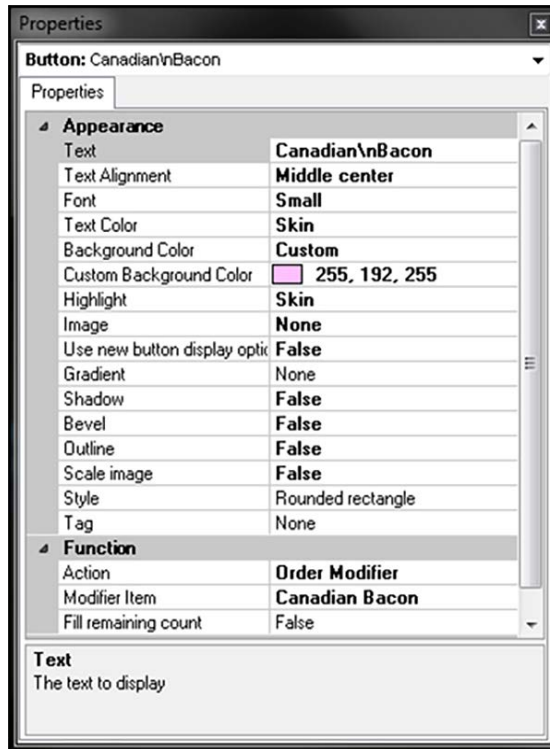 Properties
Button: Canadian\nBacon
Properties
Appearance
Text Canadian\nBacon
Text Alignment Middle center
Font Small
Text Color Skin
Background Color Custom
Custom Background Color 255, 192, 255
Highlight Skin
Image None
Use new button display optic False
Gradient None
Shadow False
Bevel False
Outline False
Scale image False
Style Rounded rectangle
Tag None
Function
Action Order Modifier
Modifier Item Canadian Bacon
Fill remaining count False
Text
The text to display